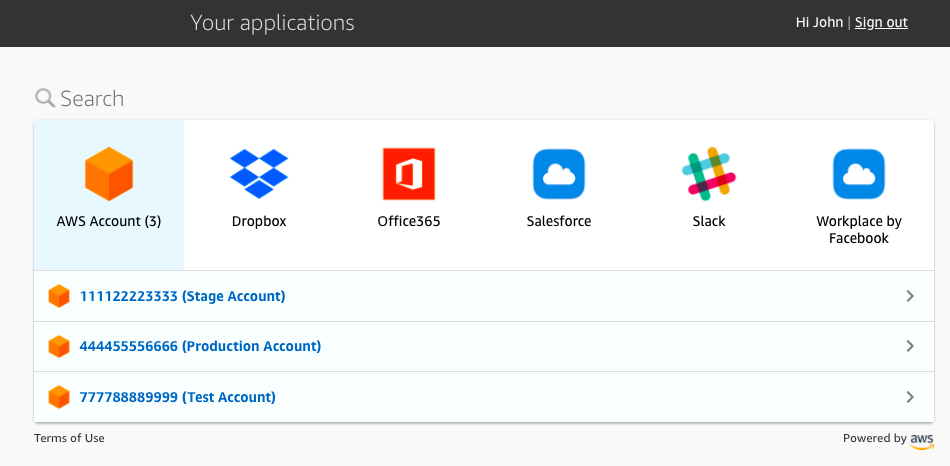 Your applications
Hi John | Sign out
Search
AWS Account (3)
Dropbox
Office365
Salesforce
Slack
Workplace by
Facebook
111122223333 (Stage Account)
444455556666 (Production Account)
777788889999 (Test Account)
Terms of Use
Powered by aws